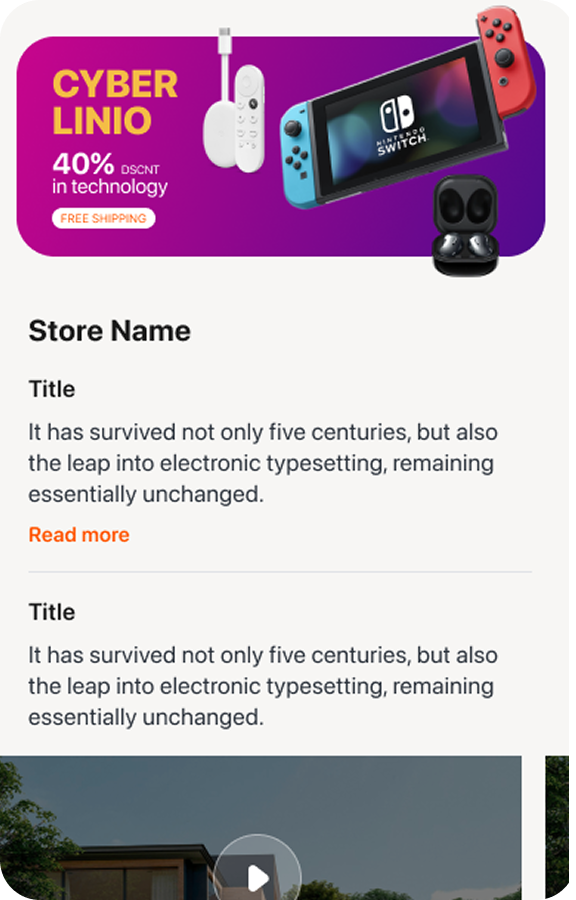 CYBER
LINIO
40% DSCNT
in technology
FREE SHIPPING
NINTENDO
SWITCH
Store Name
Title
It has survived not only five centuries, but also
the leap into electronic typesetting, remaining
essentially unchanged.
Read more
Title
It has survived not only five centuries, but also
the leap into electronic typesetting, remaining
essentially unchanged.